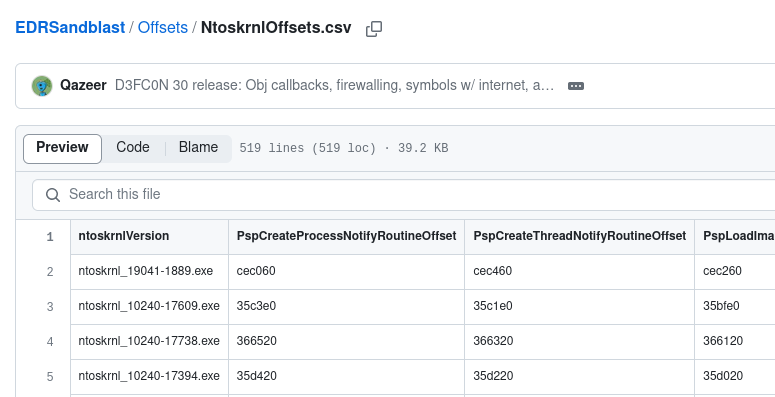 EDRSandblast / Offsets / NtoskrnlOffsets.csv
Qazeer D3FC0N 30 release: Obj callbacks, firewalling, symbols w/ internet, a…
Preview Code Blame 519 lines (519 loc) · 39.2 KB
Search this file
1 ntoskrnlVersion PspCreateProcessNotifyRoutineOffset PspCreateThreadNotifyRoutineOffset PspLoadIma
2 ntoskrnl_19041-1889.exe cec060 cec460 cec260
3 ntoskrnl_10240-17609.exe 35c3e0 35c1e0 35bfe0
4 ntoskrnl_10240-17738.exe 366520 366320 366120
5 ntoskrnl_10240-17394.exe 35d420 35d220 35d020